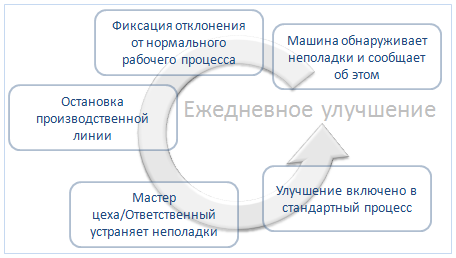 Фиксация отклонения
от нормального
рабочего процесса
Машина обнаруживает
неполадки и сообщает
об этом
Остановка
производственной
линии
Ежедневное улучшение
Мастер
цеха/Ответственный
устраняет неполадки
Улучшение включено в
стандартный процесс